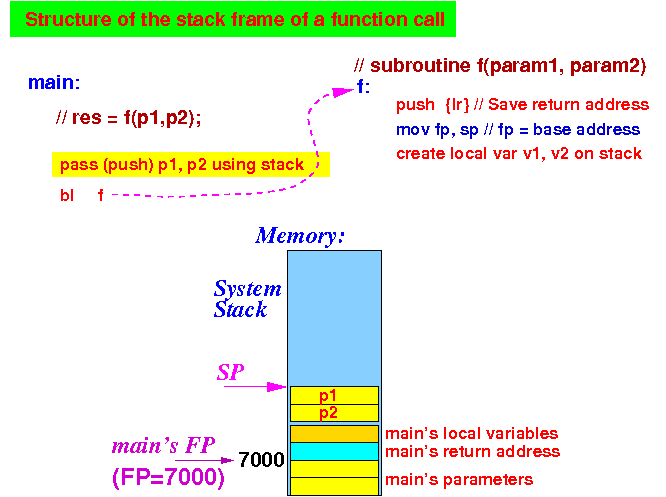 Structure of the stack frame of a function call
main:
// res = f(p1,p2);
pass (push) p1, p2 using stack
bl f
// subroutine f(param1, param2)
f:
push {lr} // Save return address
mov fp, sp // fp = base address
create local var v1, v2 on stack
Memory:
System
Stack
SP
p1
p2
main's FP
(FP=7000)
7000
main's local variables
main's return address
main's parameters